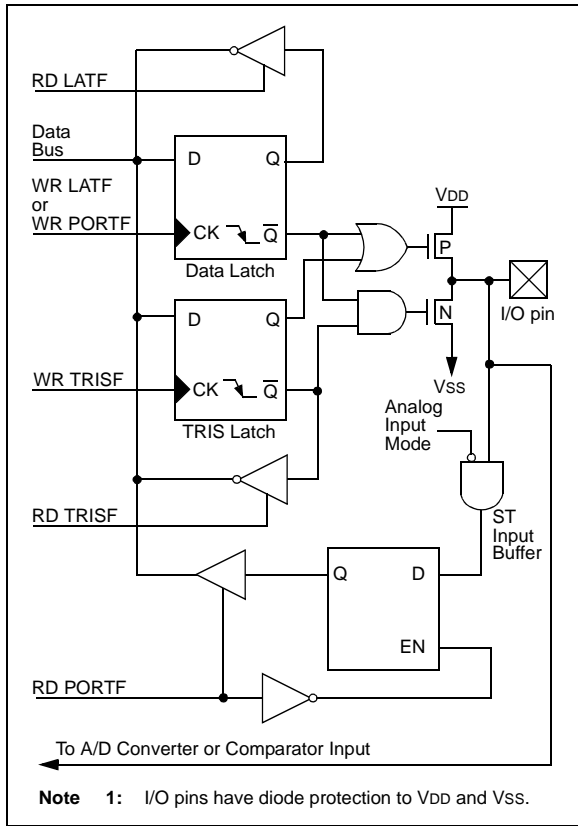 RD LATF
Data
Bus
D Q
WR LATF
or
WR PORTF
CK Q
Data Latch
VDD
P
I/O pin
N
D Q
WR TRISF
CK Q
TRIS Latch
VSS
Analog
Input
Mode
RD TRISF
ST
Input
Buffer
Q D
EN
RD PORTF
To A/D Converter or Comparator Input
Note 1: I/O pins have diode protection to VDD and VSS.